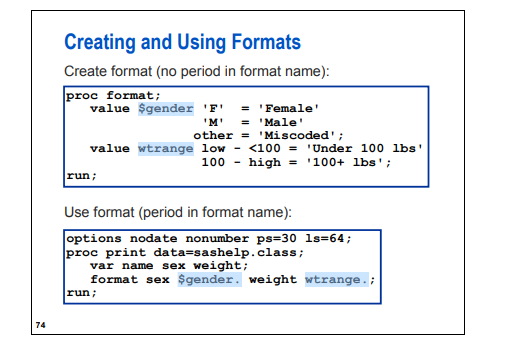 Creating and Using Formats
Create format (no period in format name):
proc format;
   value $gender 'F'  = 'Female'
                 'M'  = 'Male'
                other = 'Miscoded';
   value wtrange low - <100 = 'Under 100 lbs'
                 100 - high = '100+ lbs';
run;
Use format (period in format name):
options nodate nonumber ps=30 ls=64;
proc print data=sashelp.class;
   var name sex weight;
   format sex $gender. weight wtrange.;
run;
74